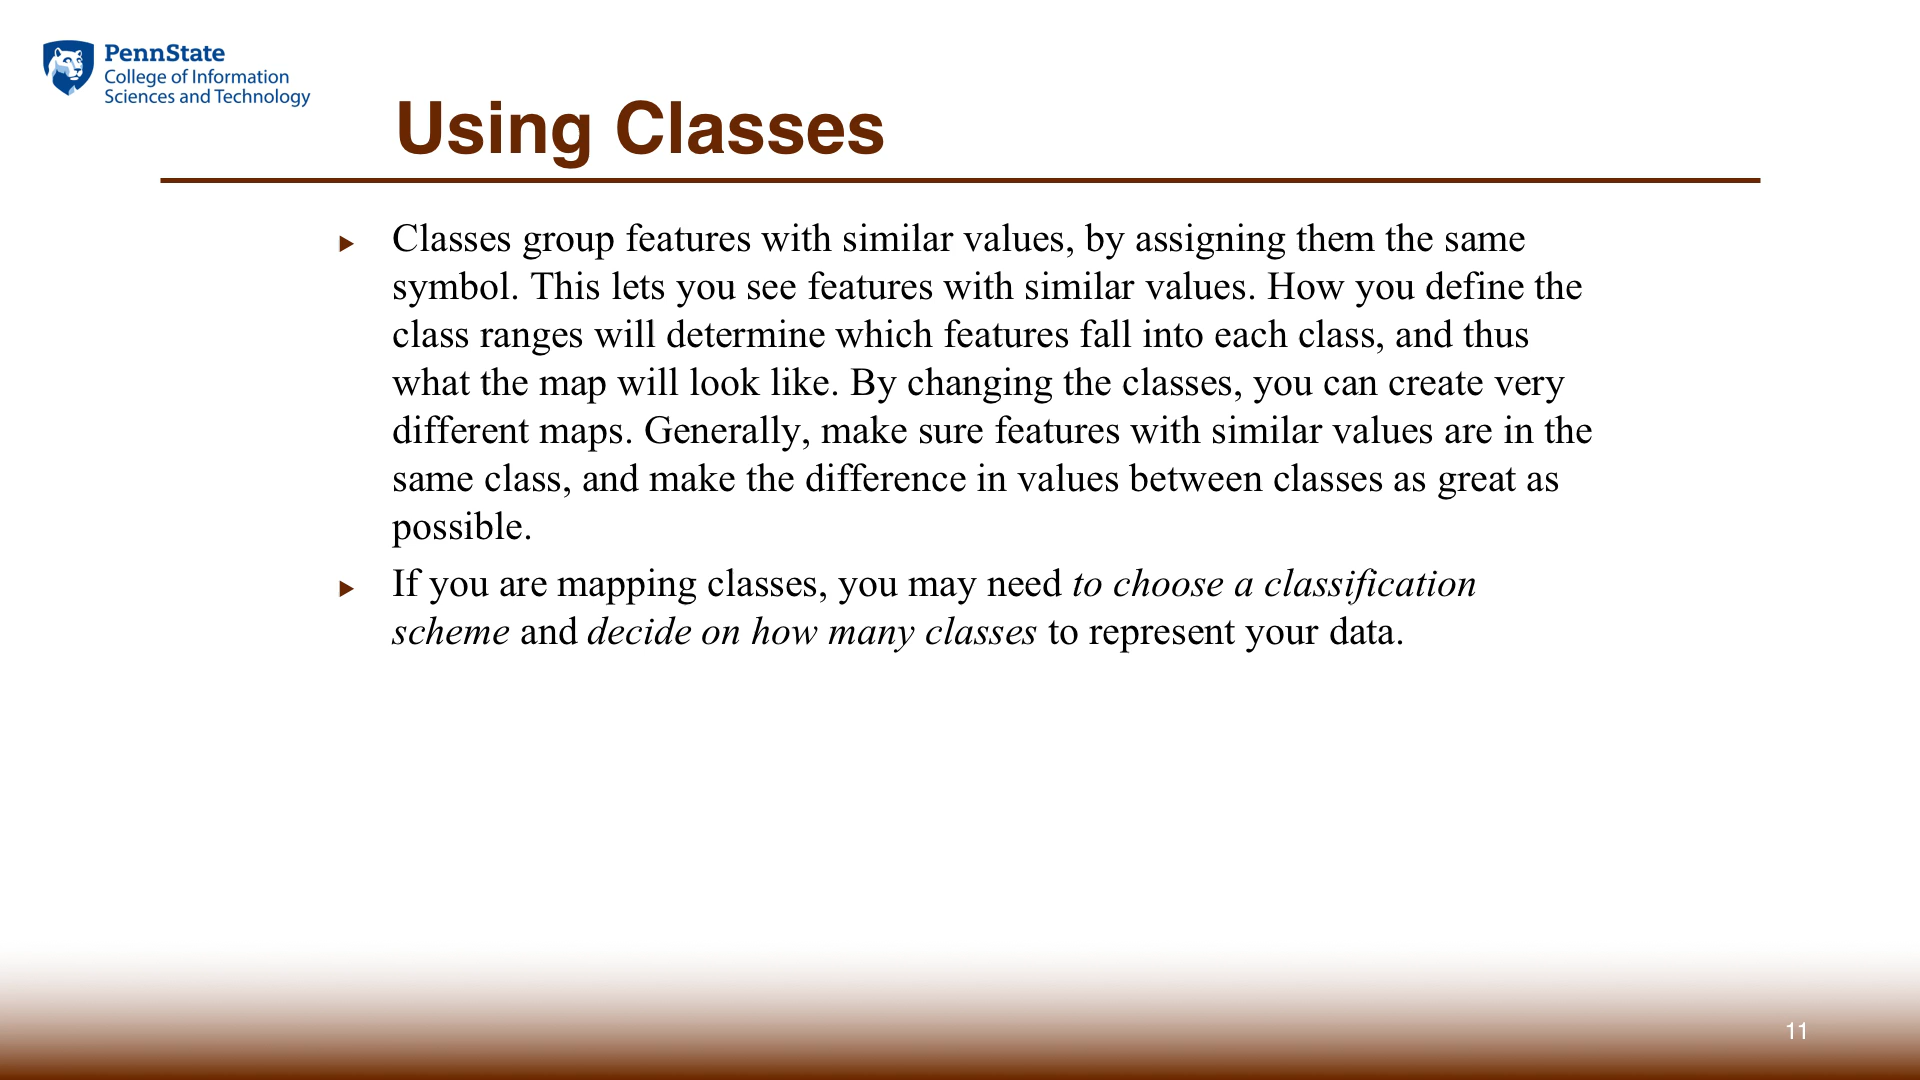 PennState
College of Information
Sciences and Technology
Using Classes
Classes group features with similar values, by assigning them the same
symbol. This lets you see features with similar values. How you define the
class ranges will determine which features fall into each class, and thus
what the map will look like. By changing the classes, you can create very
different maps. Generally, make sure features with similar values are in the
same class, and make the difference in values between classes as great as
possible.
If you are mapping classes, you may need to choose a classification
scheme and decide on how many classes to represent your data.
11